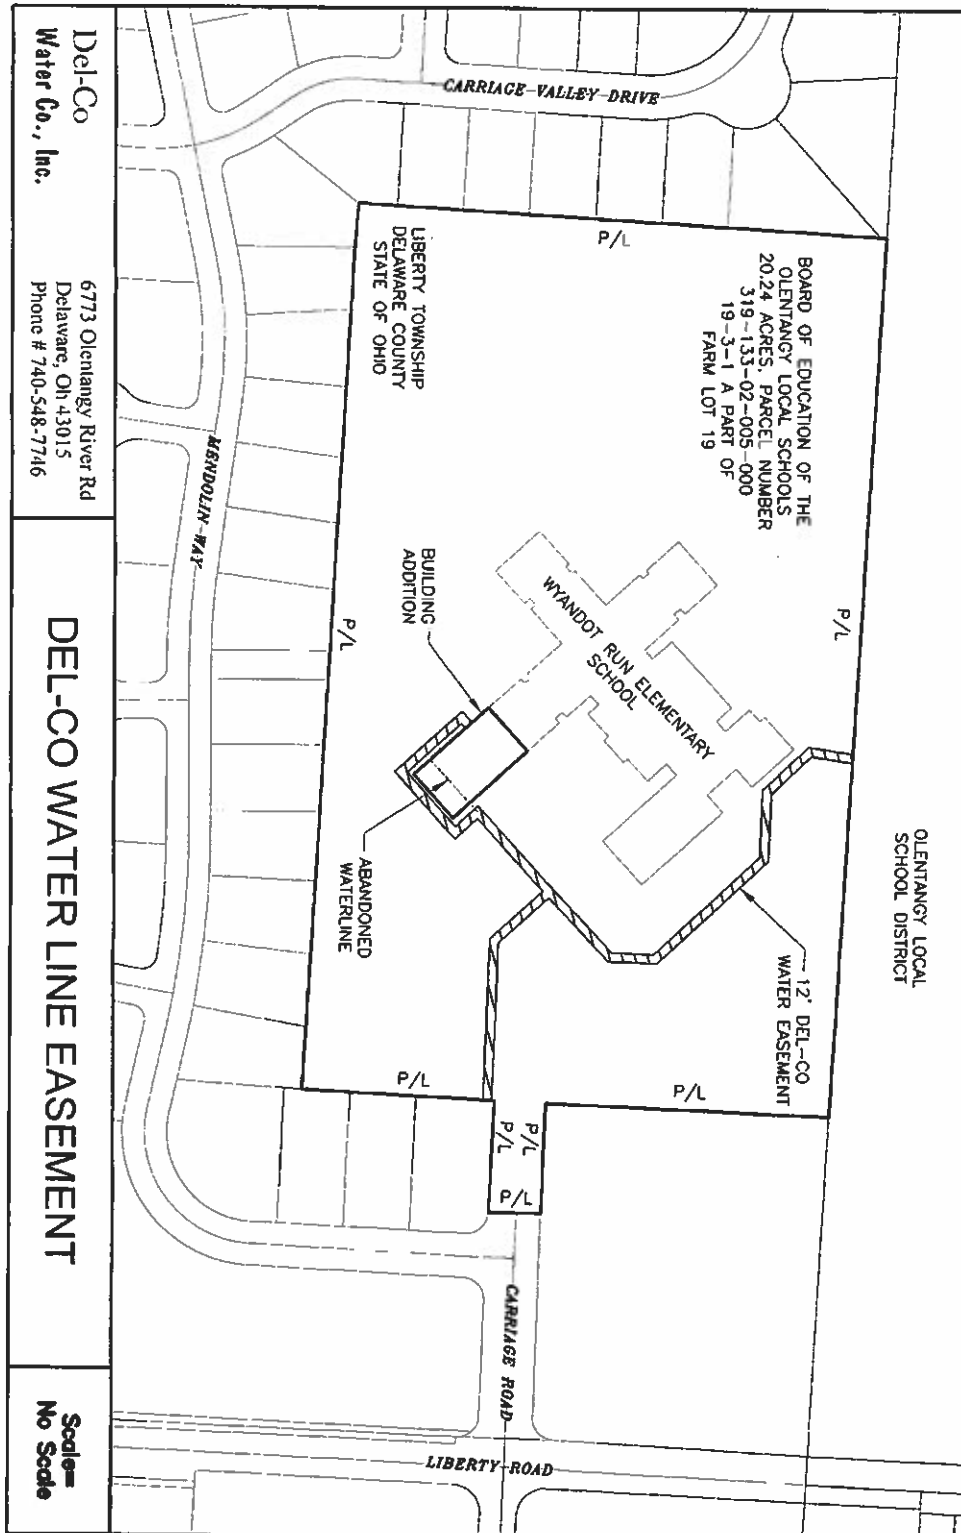 OLENTANGY LOCAL
SCHOOL DISTRICT
BOARD OF EDUCATION OF THE
OLENTANGY LOCAL SCHOOLS
20.24 ACRES, PARCEL NUMBER
319-133-02-005-000
19-3-1 A PART OF
FARM LOT 19
P/L
12' DEL-CO
WATER EASEMENT
CARRIAGE VALLEY DRIVE
P/L
WYANDOT RUN ELEMENTARY
SCHOOL
P/L
P/L
P/L
P/L
CARRIAGE ROAD
LIBERTY ROAD
LIBERTY TOWNSHIP
DELAWARE COUNTY
STATE OF OHIO
BUILDING
ADDITION
P/L
ABANDONED
WATERLINE
P/L
MENDOLIN WAY
Del-Co
Water Co., Inc.
6773 Olentangy River Rd
Delaware, Oh 43015
Phone # 740-548-7746
DEL-CO WATER LINE EASEMENT
Scale=
No Scale